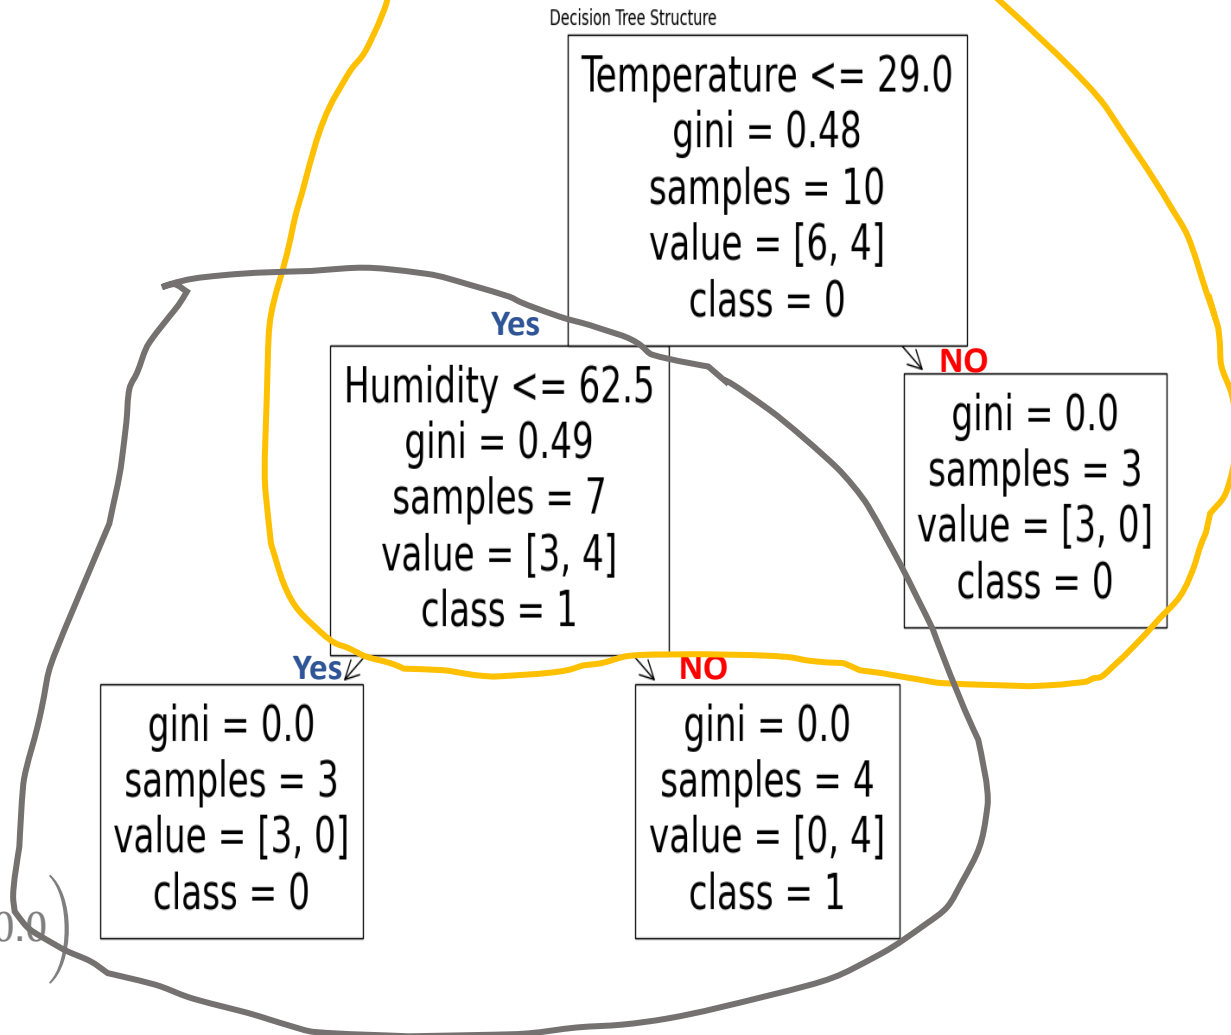 Decision Tree Structure
Temperature <= 29.0
gini = 0.48
samples = 10
value = [6, 4]
class = 0
Yes
NO
Humidity <= 62.5
gini = 0.49
samples = 7
value = [3, 4]
class = 1
gini = 0.0
samples = 3
value = [3, 0]
class = 0
Yes
NO
gini = 0.0
samples = 3
value = [3, 0]
class = 0
gini = 0.0
samples = 4
value = [0, 4]
class = 1
0.0)